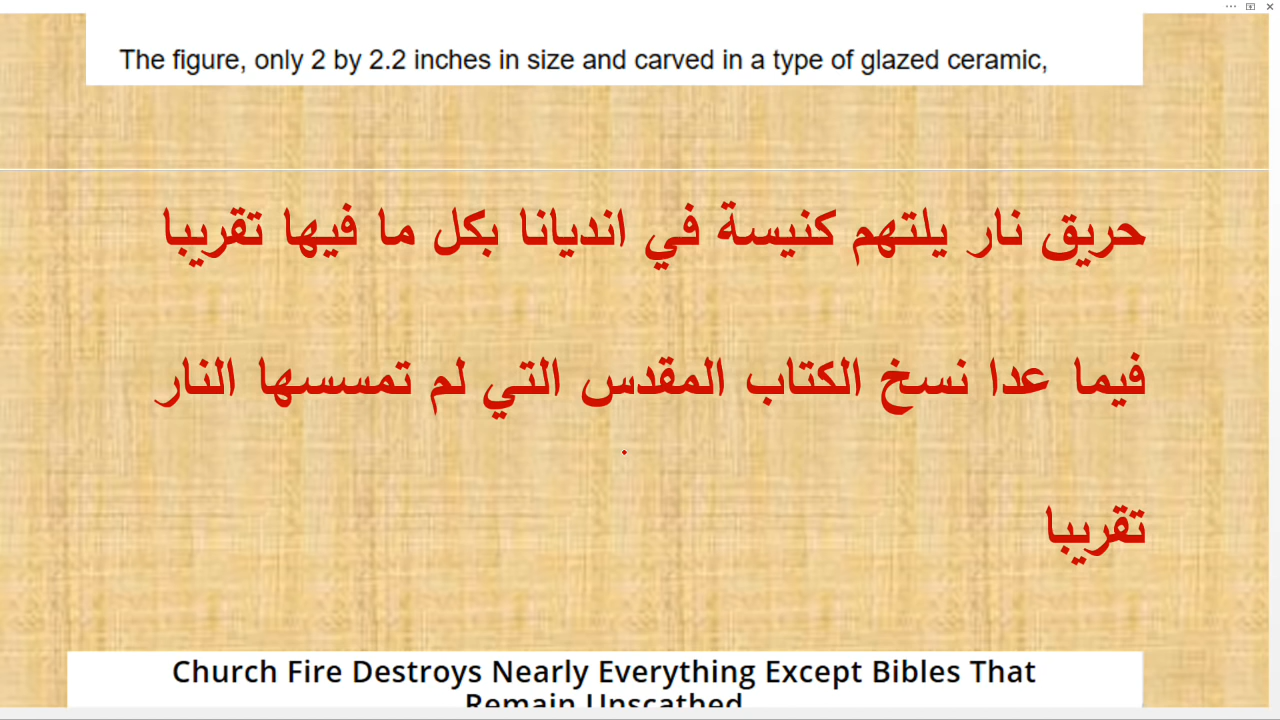 The figure, only 2 by 2.2 inches in size and carved in a type of glazed ceramic,
حريق نار يلتهم كنيسة في انديانا بكل ما فيها تقريبا
فيما عدا نسخ الكتاب المقدس التي لم تمسسها النار
تقريبا
Church Fire Destroys Nearly Everything Except Bibles That
Remain Unscathed